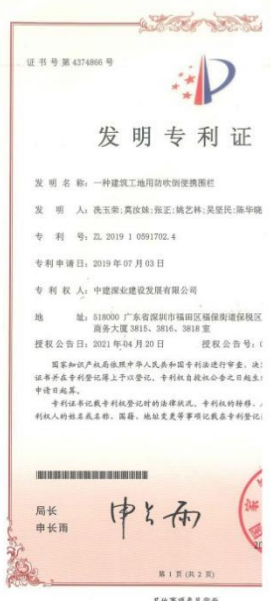 证书号第4374866号
发明专利证
发明名称：一种建筑工地用防吹倒便携围栏
发明人：冼玉荣;莫汝妹;张正;姚艺林;吴坚民;陈华晓
专利号：ZL 2019 1 0591702.4
专利申请日：2019年07月03日
专利权人：中建深业建设发展有限公司
地址：518000 广东省深圳市福田区福保街道保税区
商务大厦3815、3816、3818室
授权公告日：2021年04月20日 授权公告号：
国家知识产权局依照中华人民共和国专利法进行审查，决
证书并在专利登记簿上予以登记。专利权自授权公告之日起生
申请日起算。
专利证书记载专利权登记时的法律状况。专利权的转移、
利权人的姓名或名称、国籍、地址变更等事项记载在专利登记
局长
申长雨
申长雨
第1页(共2页)